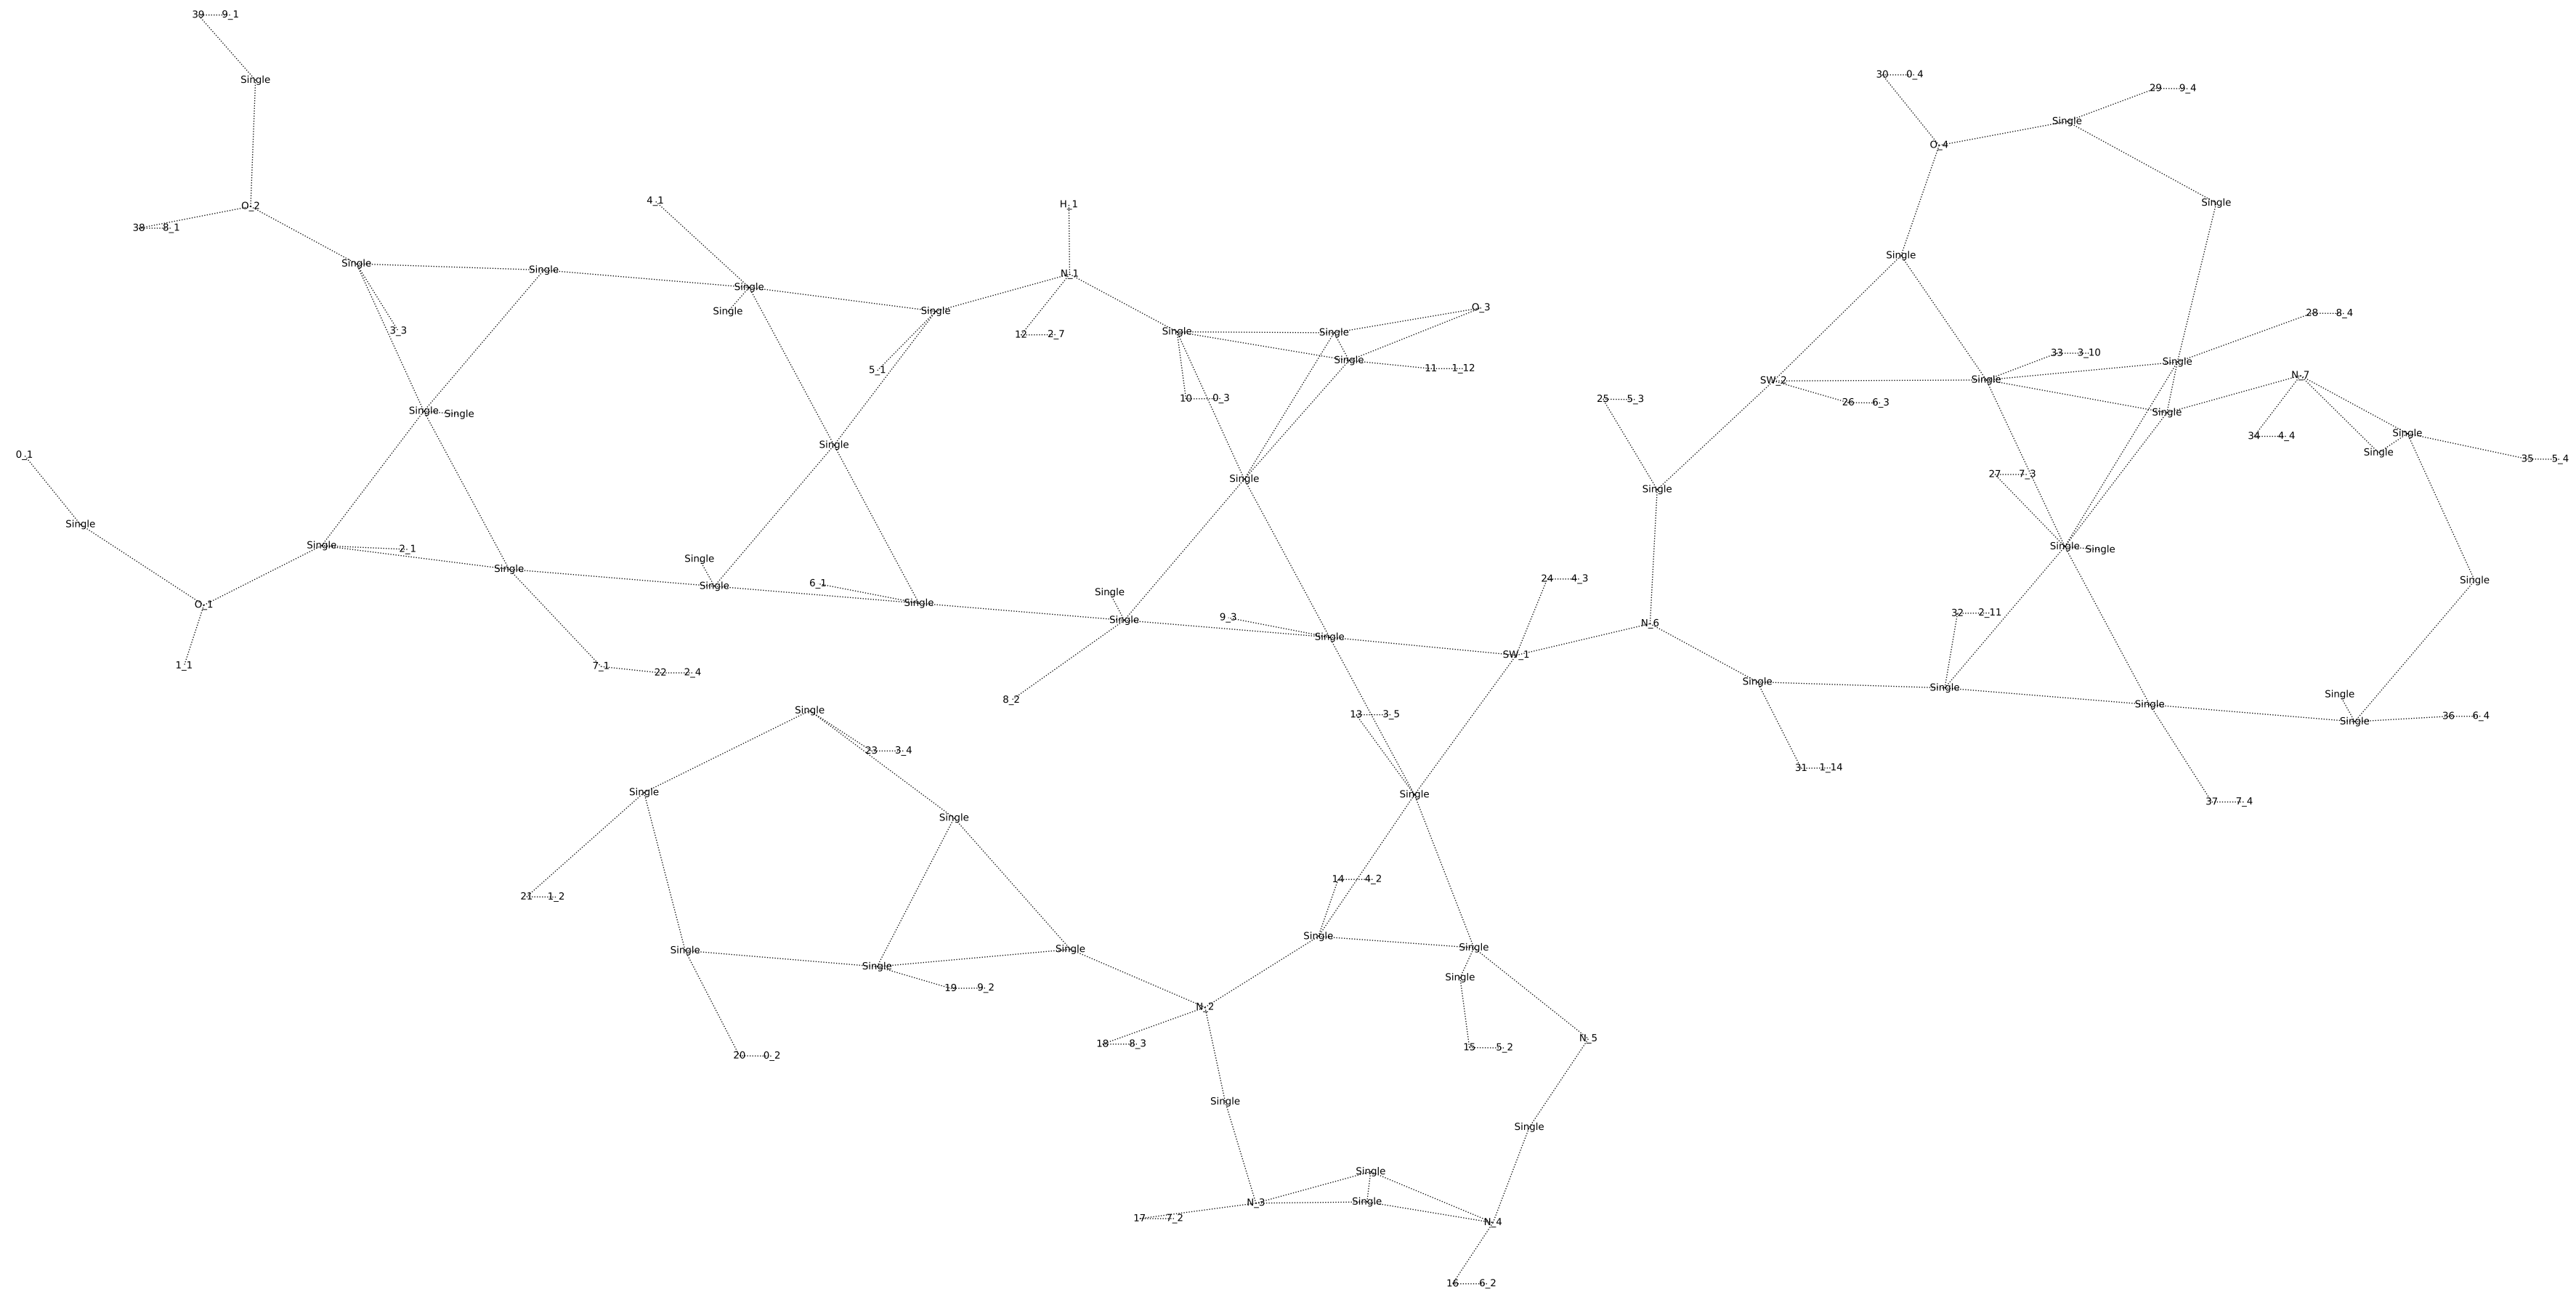 39 9_1
30 0_4
Single
29 9_4
Single
O_4
4_1
Single
H_1
O_2
38 8_1
Single
Single
Single
N_1
Single
Single
Single
O_3
28 8_4
3_3
Single
Single
12 2_7
33 3_10
Single
Single
11 1_12
5_1
N_7
SW_2
Single
10 0_3
25 5_3
26 6_3
Single
Single
Single
34 4_4
Single
Single
Single
0_1
35 5_4
27 7_3
Single
Single
Single
Single
2_1
Single
Single
Single
Single
24 4_3
Single
Single
6_1
Single
Single
O_1
32 2_11
9_3
Single
N_6
Single
SW_1
1_1
7_1
22 2_4
Single
Single
Single
8_2
Single
Single
13 3_5
36 6_4
Single
23 3_4
31 1_14
Single
Single
37 7_4
Single
14 4_2
21 1_2
Single
Single
Single
Single
Single
Single
19 9_2
N_2
N_5
18 8_3
15 5_2
20 0_2
Single
Single
Single
N_3
Single
17 7_2
N_4
16 6_2